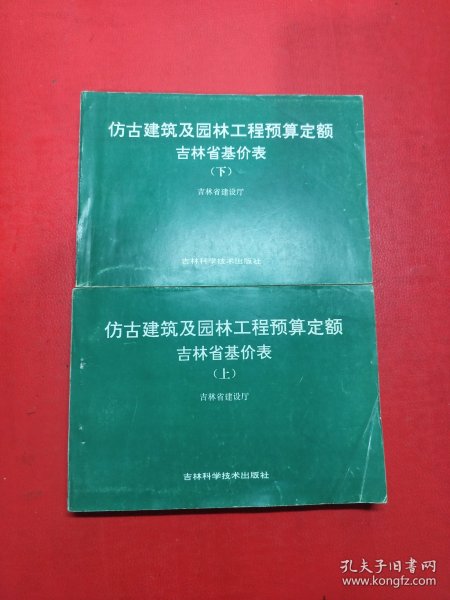 仿古建筑及园林工程预算定额
吉林省基价表
（下）
吉林省建设厅
吉林科学技术出版社
仿古建筑及园林工程预算定额
吉林省基价表
（上）
吉林省建设厅
吉林科学技术出版社
孔夫子旧书网
www.kongfz.com